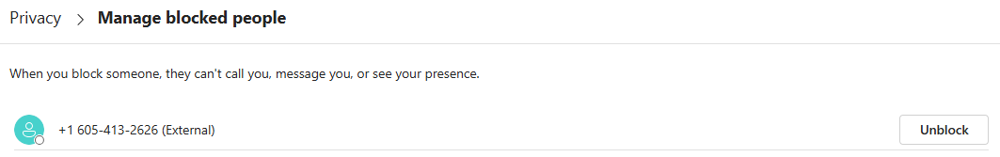 Privacy > Manage blocked people
When you block someone, they can't call you, message you, or see your presence.
+1 605-413-2626 (External) Unblock